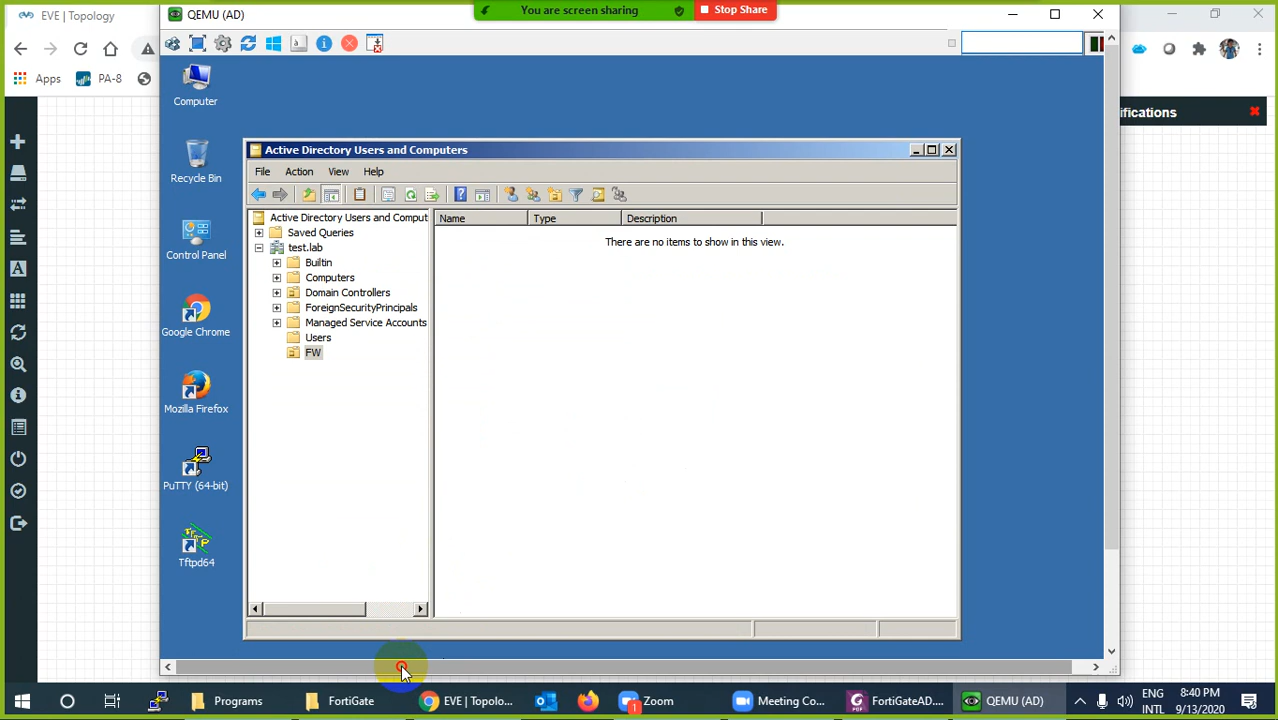 EVE | Topology
QEMU (AD)
You are screen sharing
Stop Share
Apps
PA-8
ifications
Computer
Recycle Bin
Control Panel
Google Chrome
Mozilla Firefox
PuTTY (64-bit)
Tftpd64
Active Directory Users and Computers
File Action View Help
Active Directory Users and Comput
Saved Queries
test.lab
Builtin
Computers
Domain Controllers
ForeignSecurityPrincipals
Managed Service Accounts
Users
FW
Name Type Description
There are no items to show in this view.
Programs
FortiGate
EVE | Topolo...
Zoom
1
Meeting Co...
FortiGateAD....
QEMU (AD)
ENG
INTL
8:40 PM
9/13/2020